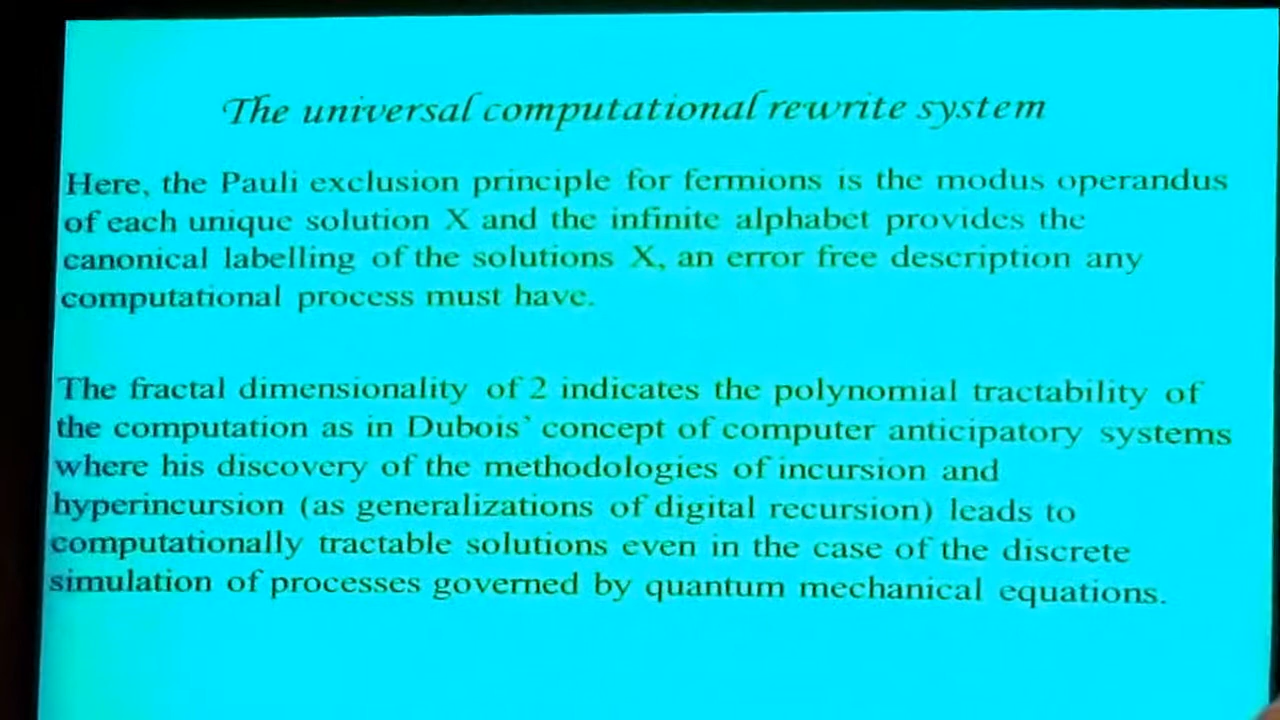 The universal computational rewrite system
Here, the Pauli exclusion principle for fermions is the modus operandus
of each unique solution X and the infinite alphabet provides the
canonical labelling of the solutions X, an error free description any
computational process must have.
The fractal dimensionality of 2 indicates the polynomial tractability of
the computation as in Dubois’ concept of computer anticipatory systems
where his discovery of the methodologies of incursion and
hyperincursion (as generalizations of digital recursion) leads to
computationally tractable solutions even in the case of the discrete
simulation of processes governed by quantum mechanical equations.